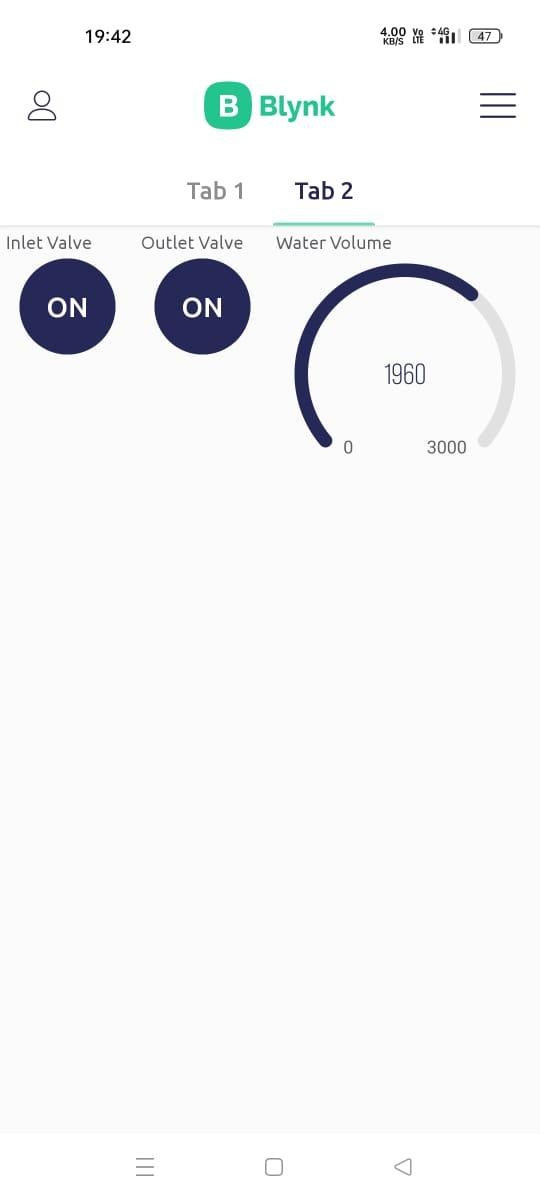 19:42
4.00 KB/S Vo LTE 4G 47
B Blynk
Tab 1 Tab 2
Inlet Valve Outlet Valve Water Volume
ON ON
1960
0 3000